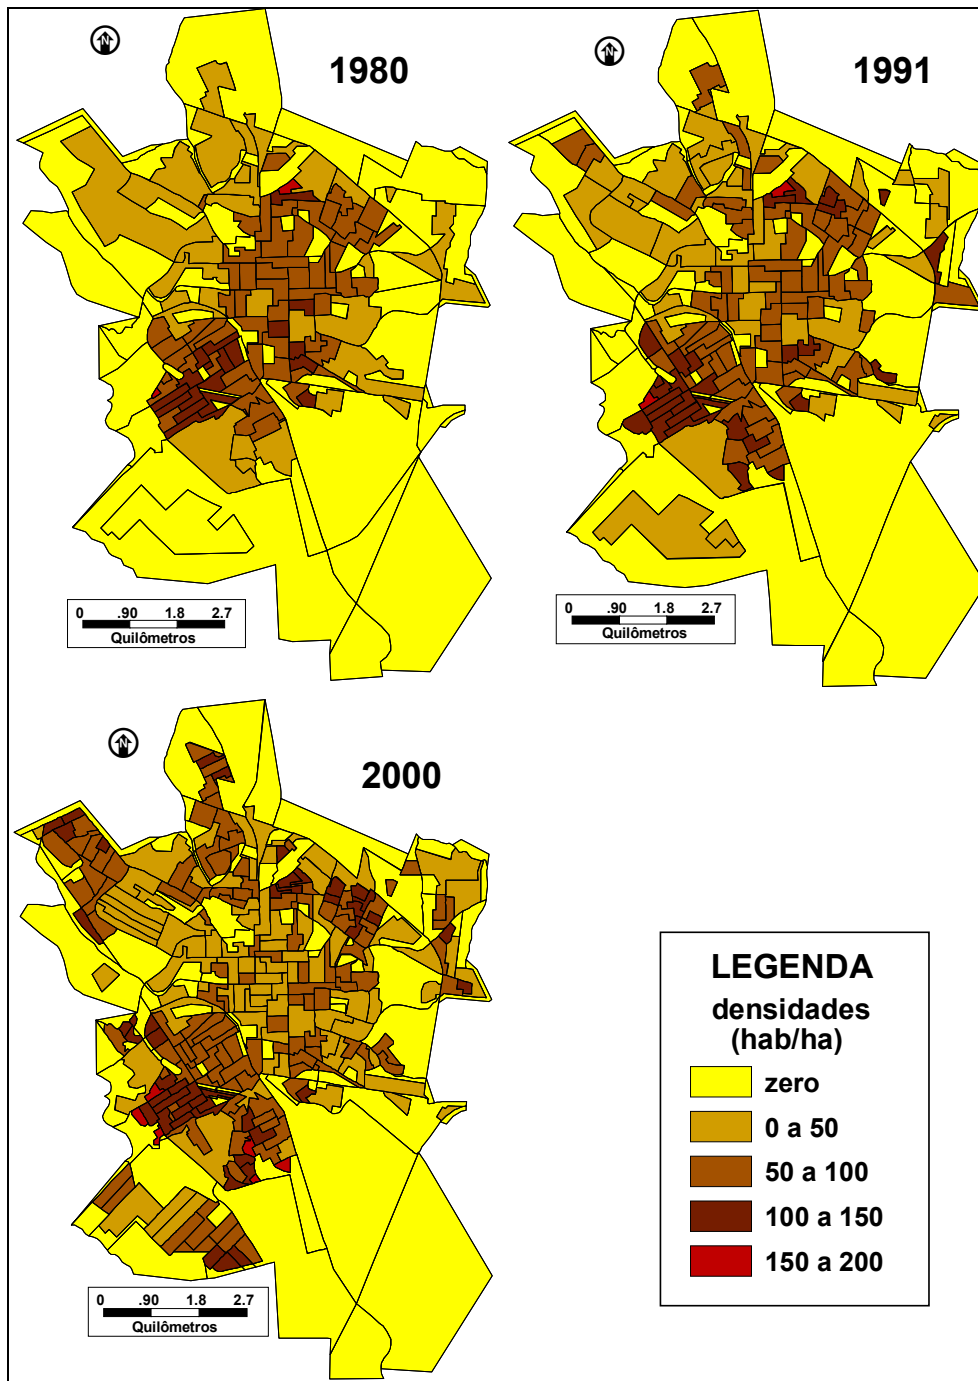 N
1980
N
1991
0 .90 1.8 2.7
Quilômetros
0 .90 1.8 2.7
Quilômetros
N
2000
LEGENDA
densidades
(hab/ha)
zero
0 a 50
50 a 100
100 a 150
150 a 200
0 .90 1.8 2.7
Quilômetros